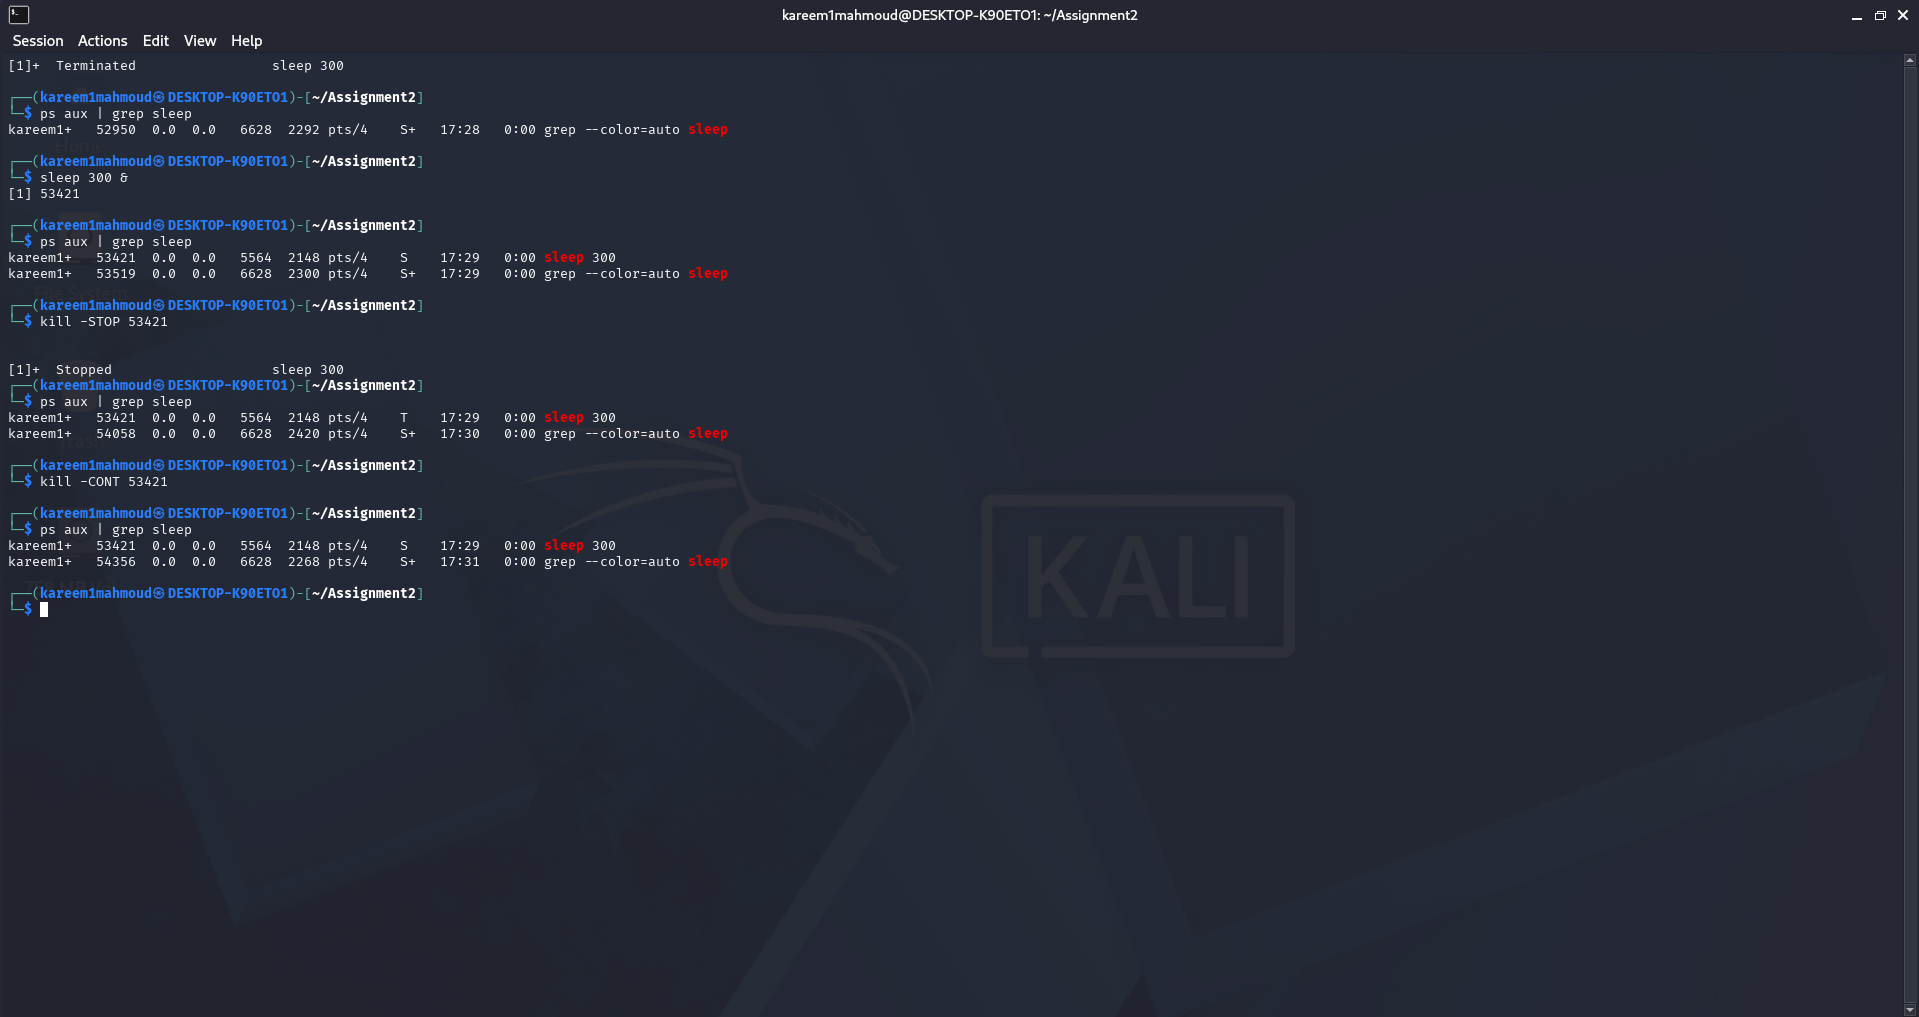 kareem1mahmoud@DESKTOP-K90ETO1: ~/Assignment2
Session Actions Edit View Help
[1]+  Terminated                 sleep 300
┌──(kareem1mahmoud㉿DESKTOP-K90ETO1)-[~/Assignment2]
└─$ ps aux | grep sleep
kareem1+   52950  0.0  0.0   6628  2292 pts/4    S+   17:28   0:00 grep --color=auto sleep
Home
┌──(kareem1mahmoud㉿DESKTOP-K90ETO1)-[~/Assignment2]
└─$ sleep 300 &
[1] 53421
┌──(kareem1mahmoud㉿DESKTOP-K90ETO1)-[~/Assignment2]
└─$ ps aux | grep sleep
kareem1+   53421  0.0  0.0   5564  2148 pts/4    S    17:29   0:00 sleep 300
kareem1+   53519  0.0  0.0   6628  2300 pts/4    S+   17:29   0:00 grep --color=auto sleep
File System
┌──(kareem1mahmoud㉿DESKTOP-K90ETO1)-[~/Assignment2]
└─$ kill -STOP 53421
[1]+  Stopped                    sleep 300
┌──(kareem1mahmoud㉿DESKTOP-K90ETO1)-[~/Assignment2]
└─$ ps aux | grep sleep
kareem1+   53421  0.0  0.0   5564  2148 pts/4    T    17:29   0:00 sleep 300
kareem1+   54058  0.0  0.0   6628  2420 pts/4    S+   17:30   0:00 grep --color=auto sleep
Trash
┌──(kareem1mahmoud㉿DESKTOP-K90ETO1)-[~/Assignment2]
└─$ kill -CONT 53421
┌──(kareem1mahmoud㉿DESKTOP-K90ETO1)-[~/Assignment2]
└─$ ps aux | grep sleep
kareem1+   53421  0.0  0.0   5564  2148 pts/4    S    17:29   0:00 sleep 300
kareem1+   54356  0.0  0.0   6628  2268 pts/4    S+   17:31   0:00 grep --color=auto sleep
┌──(kareem1mahmoud㉿DESKTOP-K90ETO1)-[~/Assignment2]
└─$
KALI